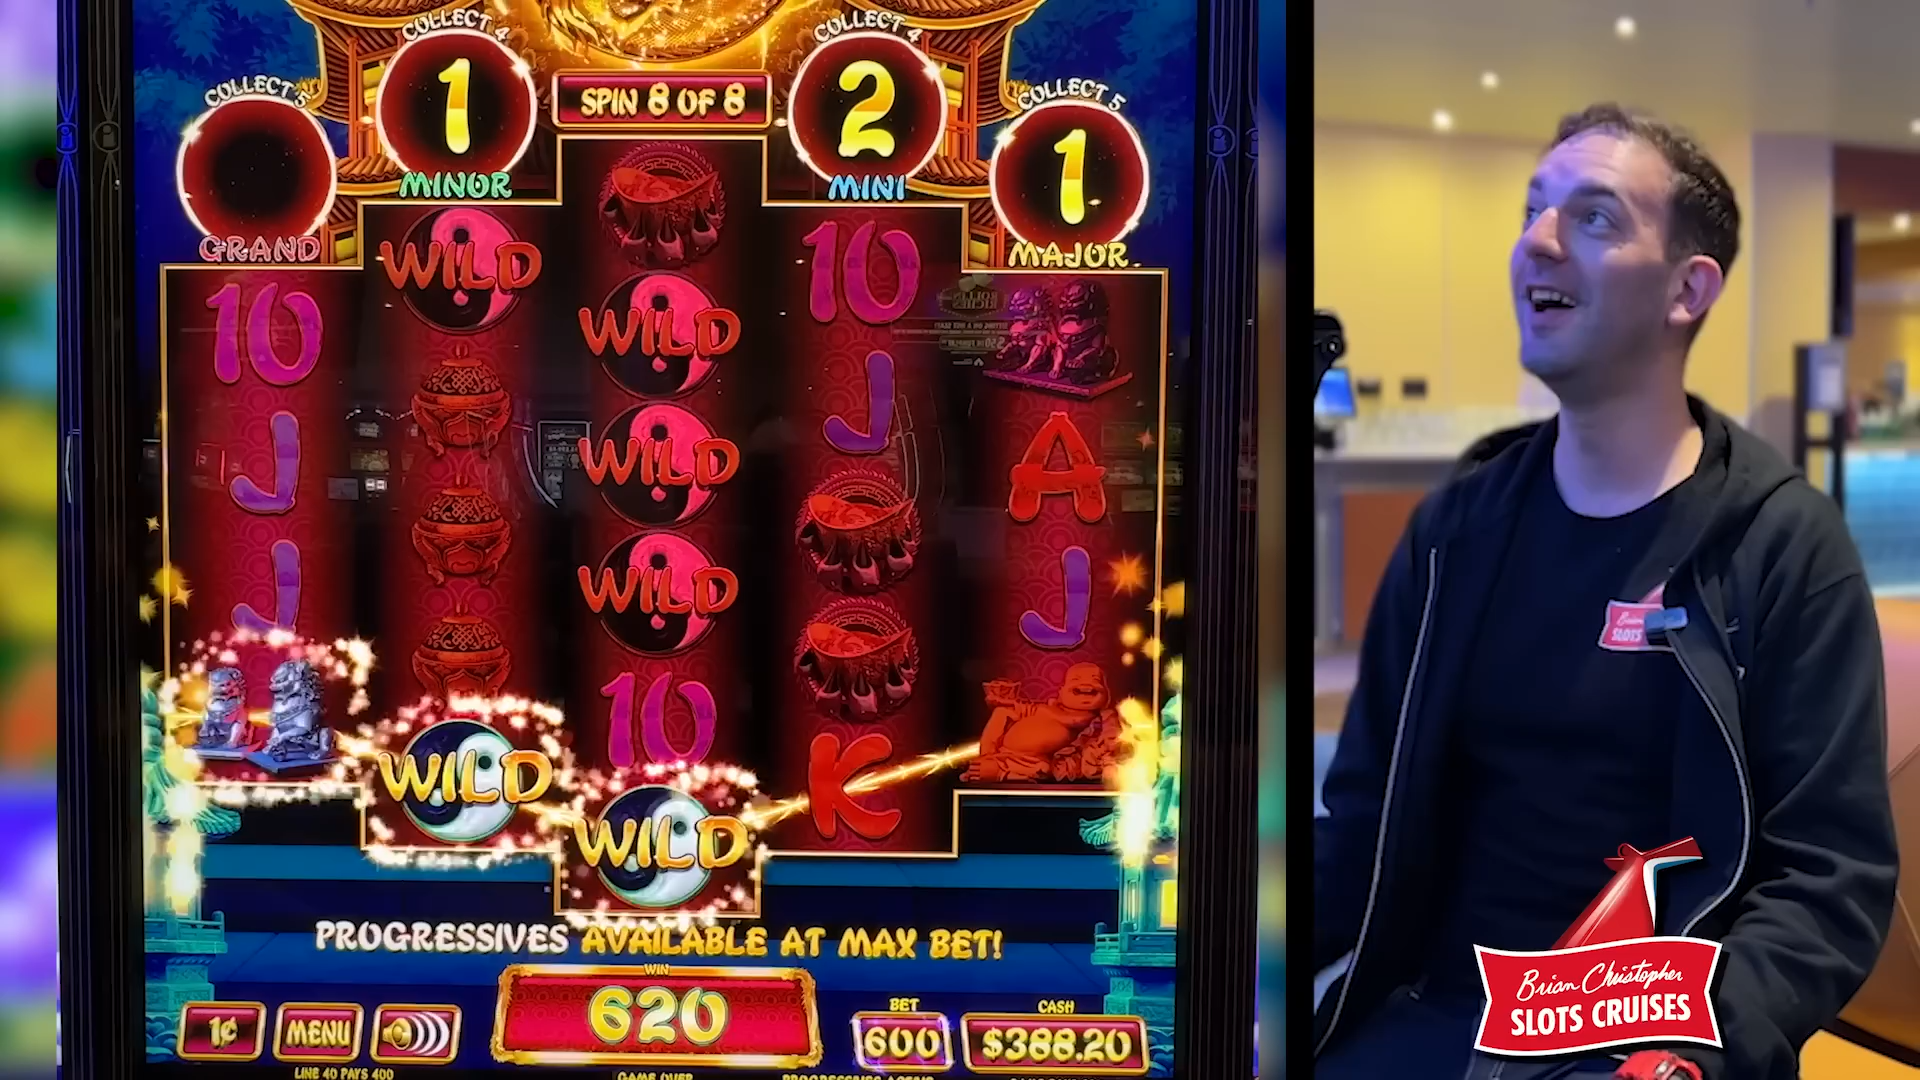 COLLECT 5
COLLECT 4
COLLECT 4
COLLECT 5
1
SPIN 8 OF 8
2
1
GRAND
MINOR
MINI
MAJOR
10
WILD
10
WILD
J
WILD
J
A
J
WILD
J
10
WILD
K
WILD
PROGRESSIVES AVAILABLE AT MAX BET!
WIN
620
1¢
MENU
BET
600
CASH
$388.20
LINE 40 PAYS 400
GAME OVER
Brian
SLOTS
Brian Christopher
SLOTS CRUISES